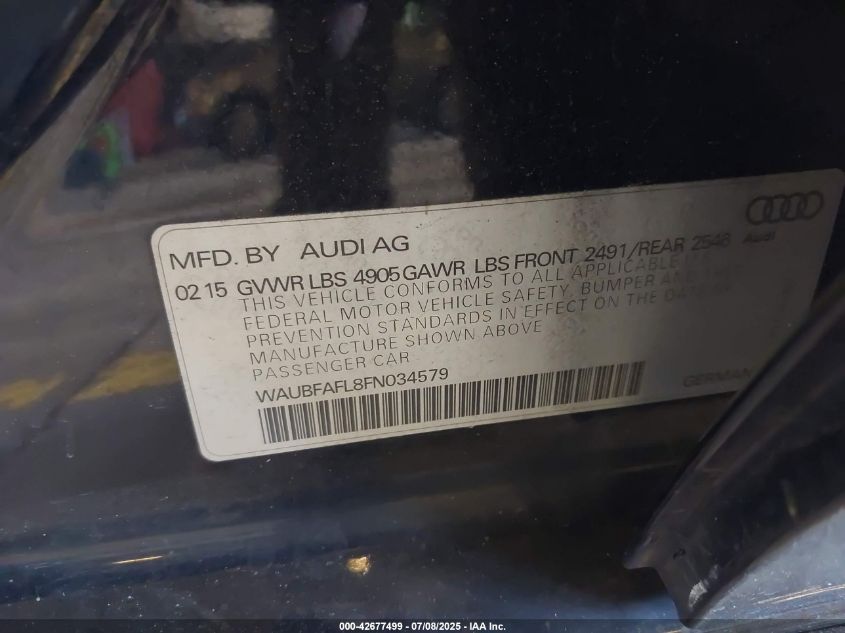 MFD. BY AUDI AG
Audi
02 15 GVWR LBS 4905 GAWR LBS FRONT 2491/REAR 2546
THIS VEHICLE CONFORMS TO ALL APPLICABLE
FEDERAL MOTOR VEHICLE SAFETY, BUMPER AND
PREVENTION STANDARDS IN EFFECT ON THE DATE OF
MANUFACTURE SHOWN ABOVE
PASSENGER CAR
WAUBFAFL8FN034579
GERMAN
000-42677499 - 07/08/2025 - IAA Inc.